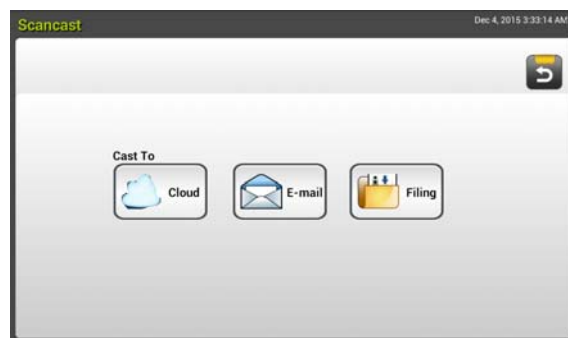 Scancast
Dec 4, 2015 3:33:14 AM
Cast To
Cloud
E-mail
Filing